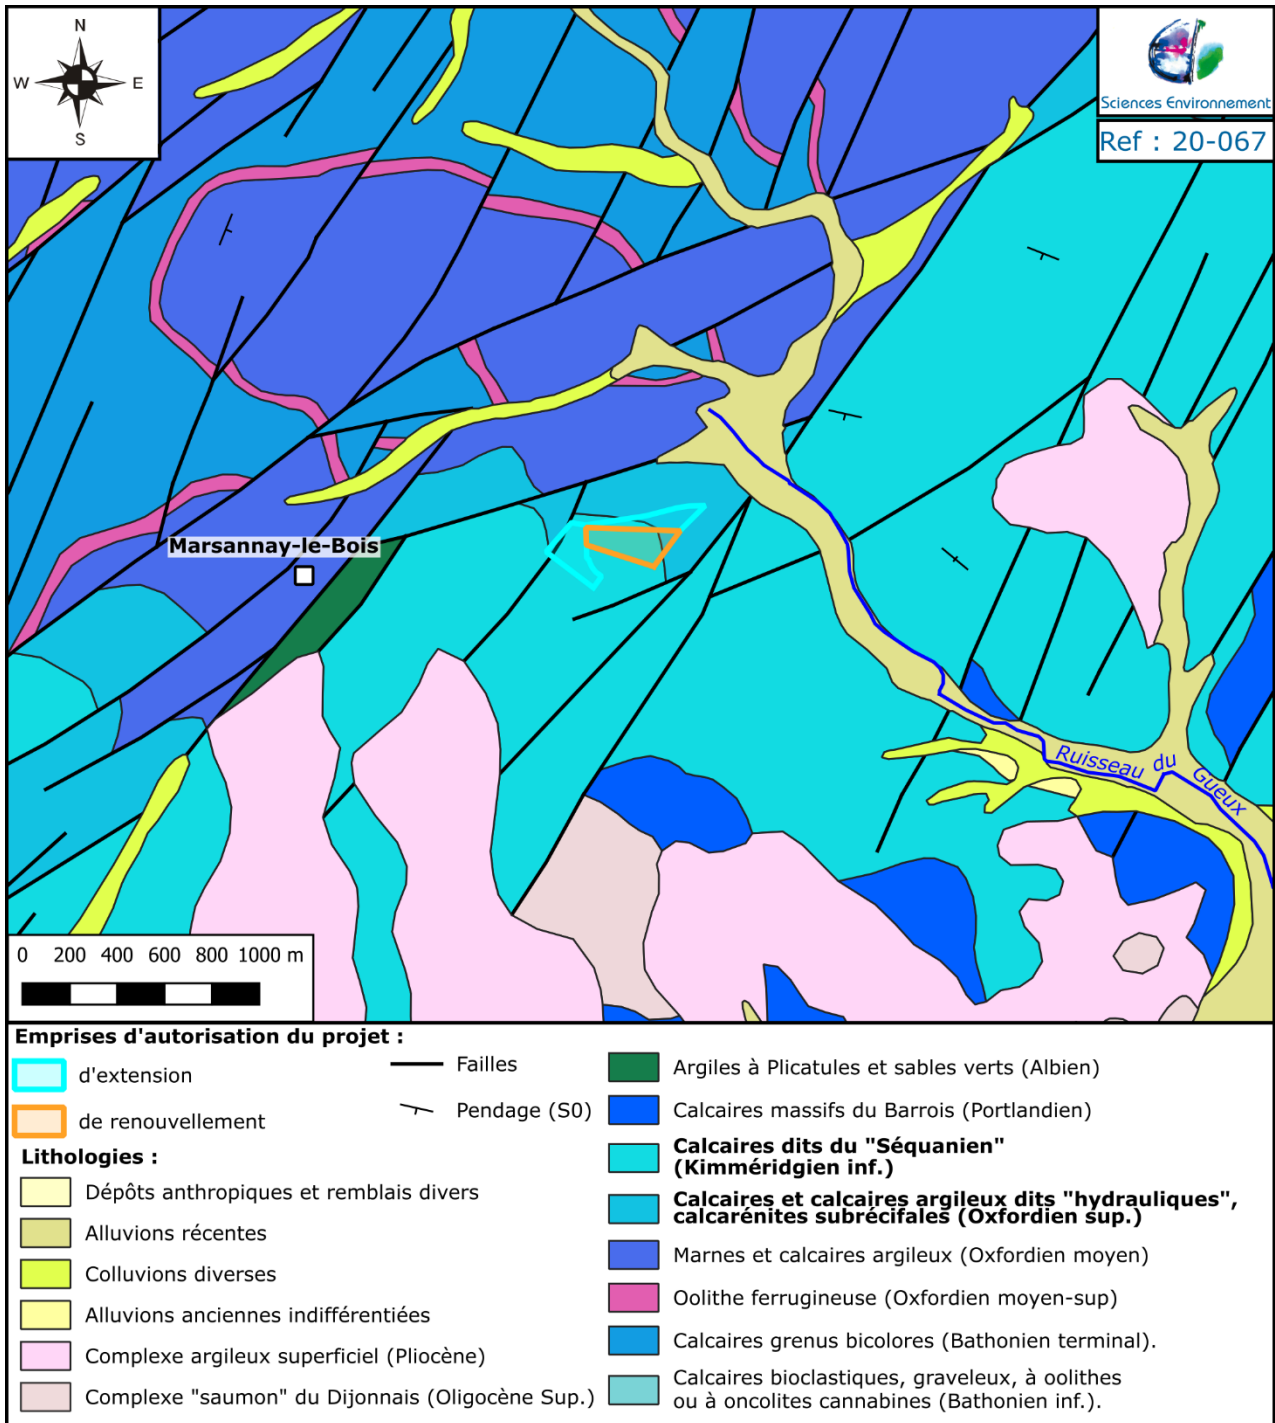 N
W
E
S
Sciences Environnement
Ref : 20-067
Marsannay-le-Bois
Ruisseau du Gueux
0 200 400 600 800 1000 m
Emprises d'autorisation du projet :
d'extension
de renouvellement
Failles
Pendage (S0)
Lithologies :
Dépôts anthropiques et remblais divers
Alluvions récentes
Colluvions diverses
Alluvions anciennes indifférentiées
Complexe argileux superficiel (Pliocène)
Complexe "saumon" du Dijonnais (Oligocène Sup.)
Argiles à Plicatules et sables verts (Albien)
Calcaires massifs du Barrois (Portlandien)
Calcaires dits du "Séquanien"
(Kimméridgien inf.)
Calcaires et calcaires argileux dits "hydrauliques",
calcarénites subrécifales (Oxfordien sup.)
Marnes et calcaires argileux (Oxfordien moyen)
Oolithe ferrugineuse (Oxfordien moyen-sup)
Calcaires grenus bicolores (Bathonien terminal).
Calcaires bioclastiques, graveleux, à oolithes
ou à oncolites cannabines (Bathonien inf.).